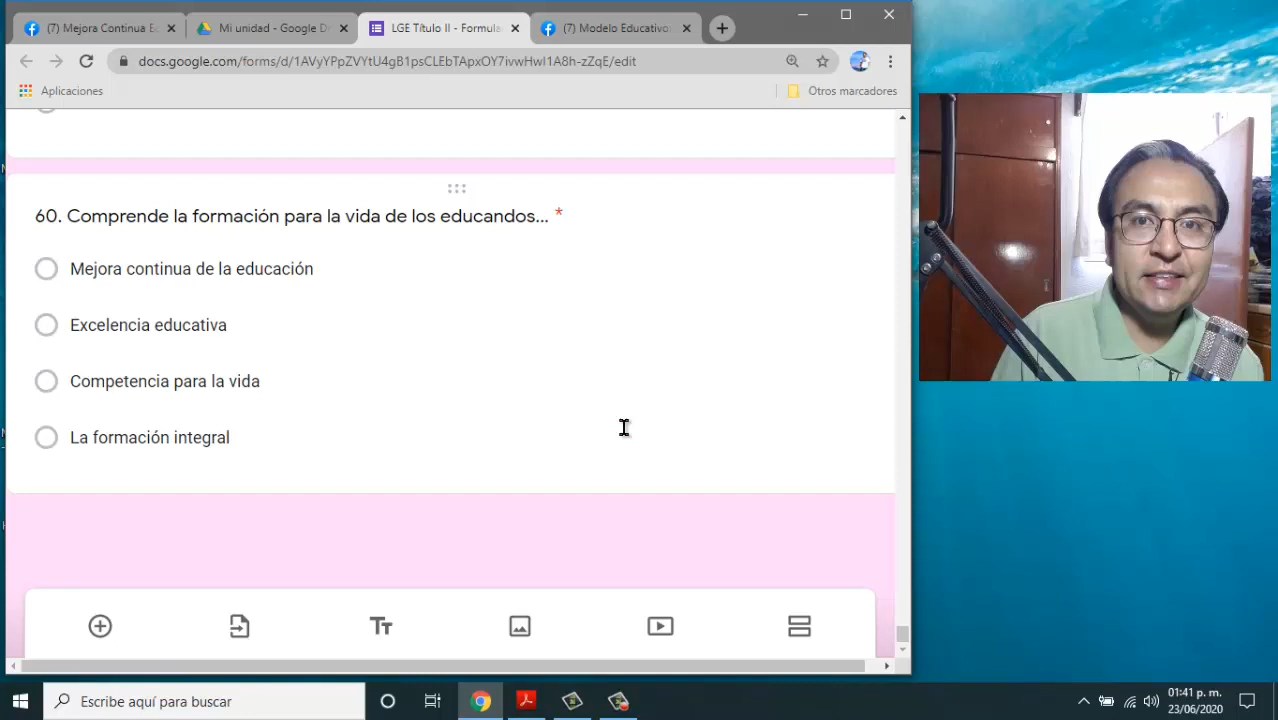 (7) Mejora Continua Ed
Mi unidad - Google Dr
LGE Título II - Formula
(7) Modelo Educativo
docs.google.com/forms/d/1AVyYPpZVYtU4gB1psCLEbTApxOY7ivwHwI1A8h-zZqE/edit
Aplicaciones
Otros marcadores
60. Comprende la formación para la vida de los educandos... *
Mejora continua de la educación
Excelencia educativa
Competencia para la vida
La formación integral
Escribe aquí para buscar
01:41 p. m.
23/06/2020